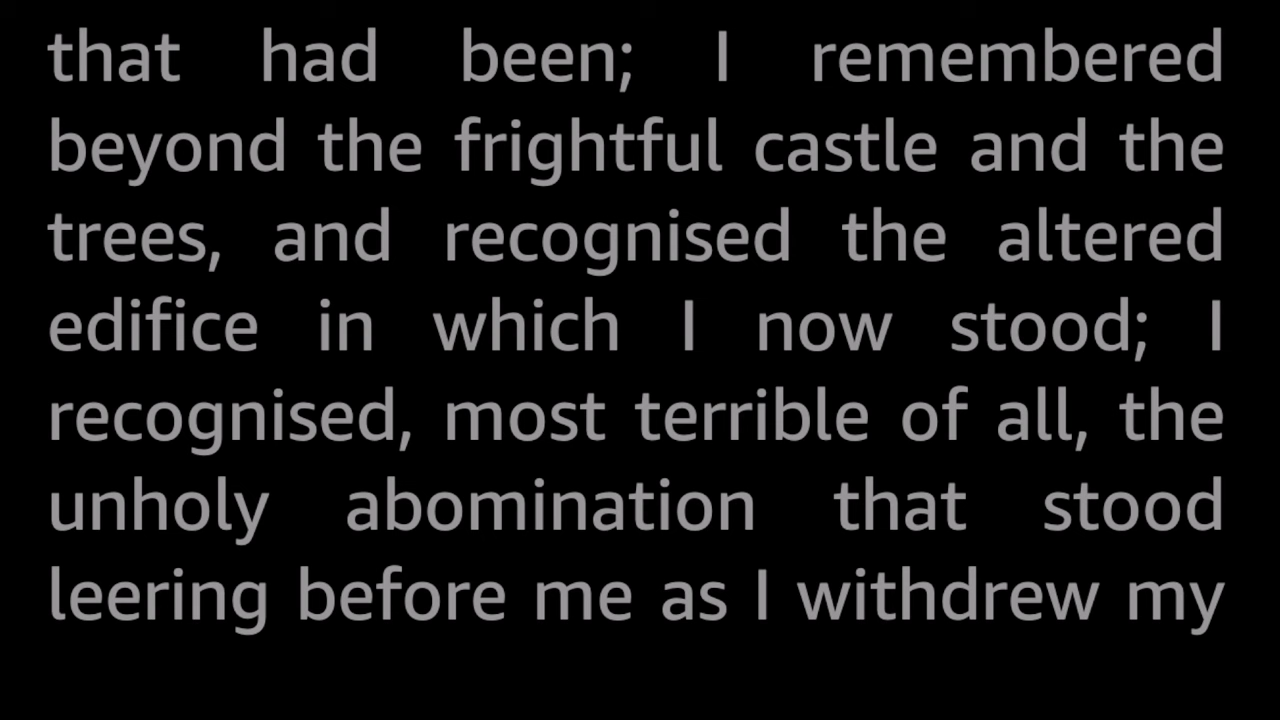 that had been; I remembered
beyond the frightful castle and the
trees, and recognised the altered
edifice in which I now stood; I
recognised, most terrible of all, the
unholy abomination that stood
leering before me as I withdrew my